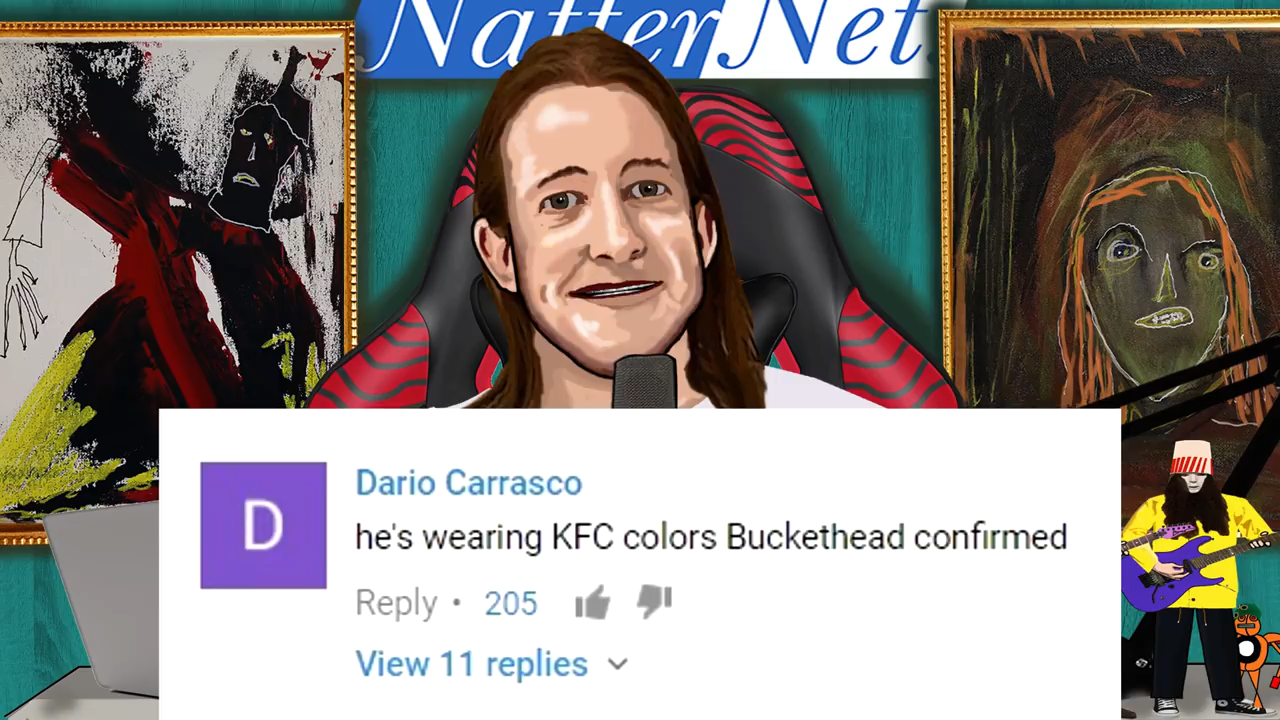 NatterNet
Dario Carrasco
D
he's wearing KFC colors Buckethead confirmed
Reply • 205
View 11 replies